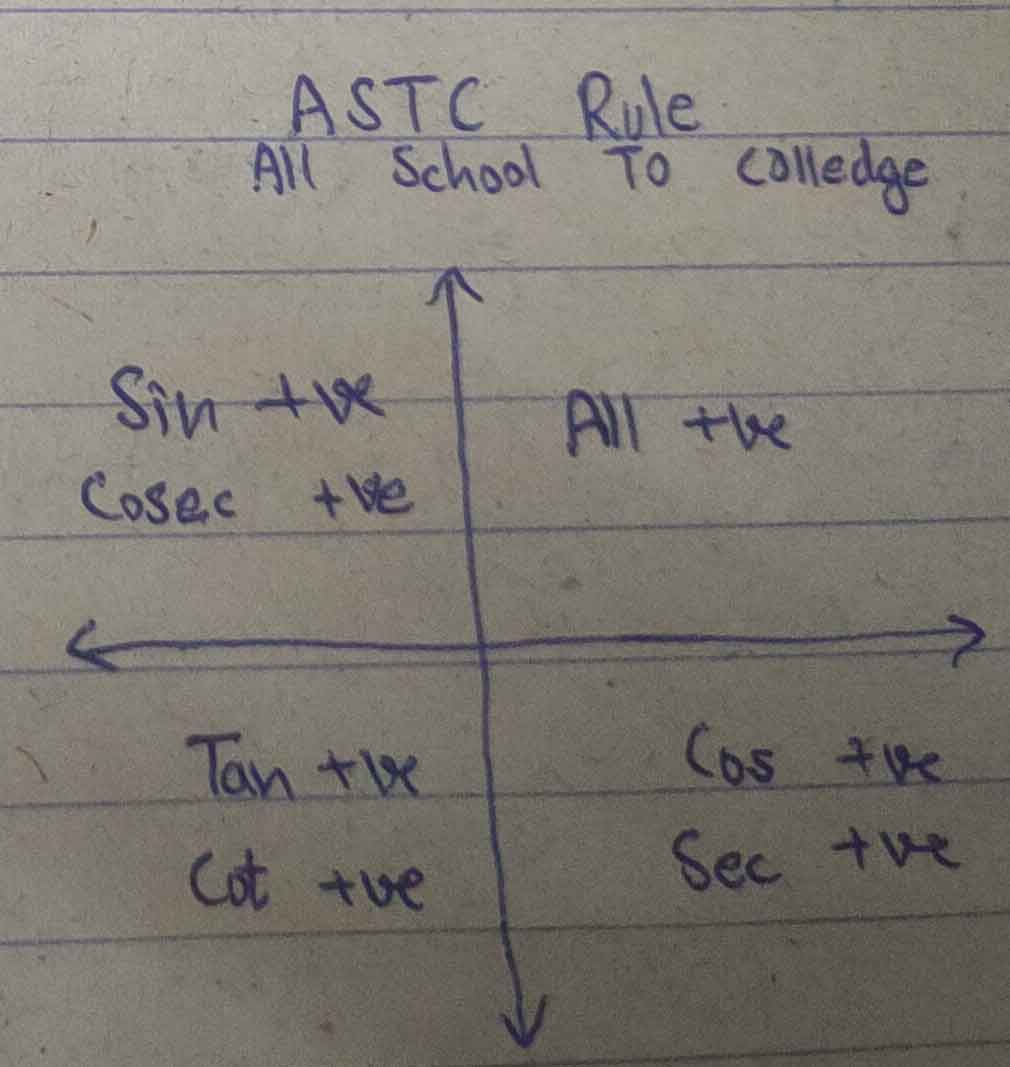 ASTC Rule
All School To Colledge
Sin +ve
Cosec +ve
All +ve
Tan +ve
Cot +ve
Cos +ve
Sec +ve